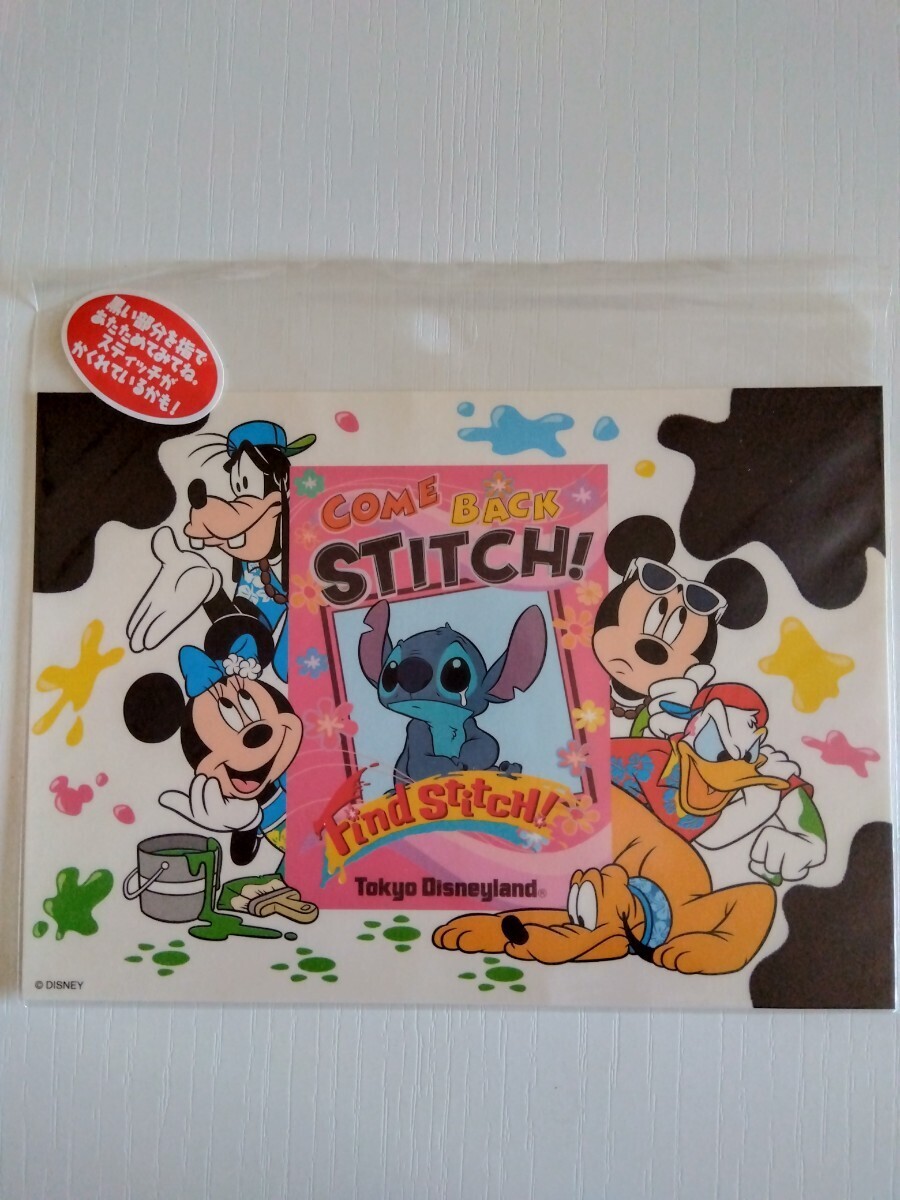 黒い部分を指で
あたためてみてね。
スティッチが
かくれているかも!
COME BACK
STITCH!
Find Stitch!
Tokyo Disneyland®
© DISNEY